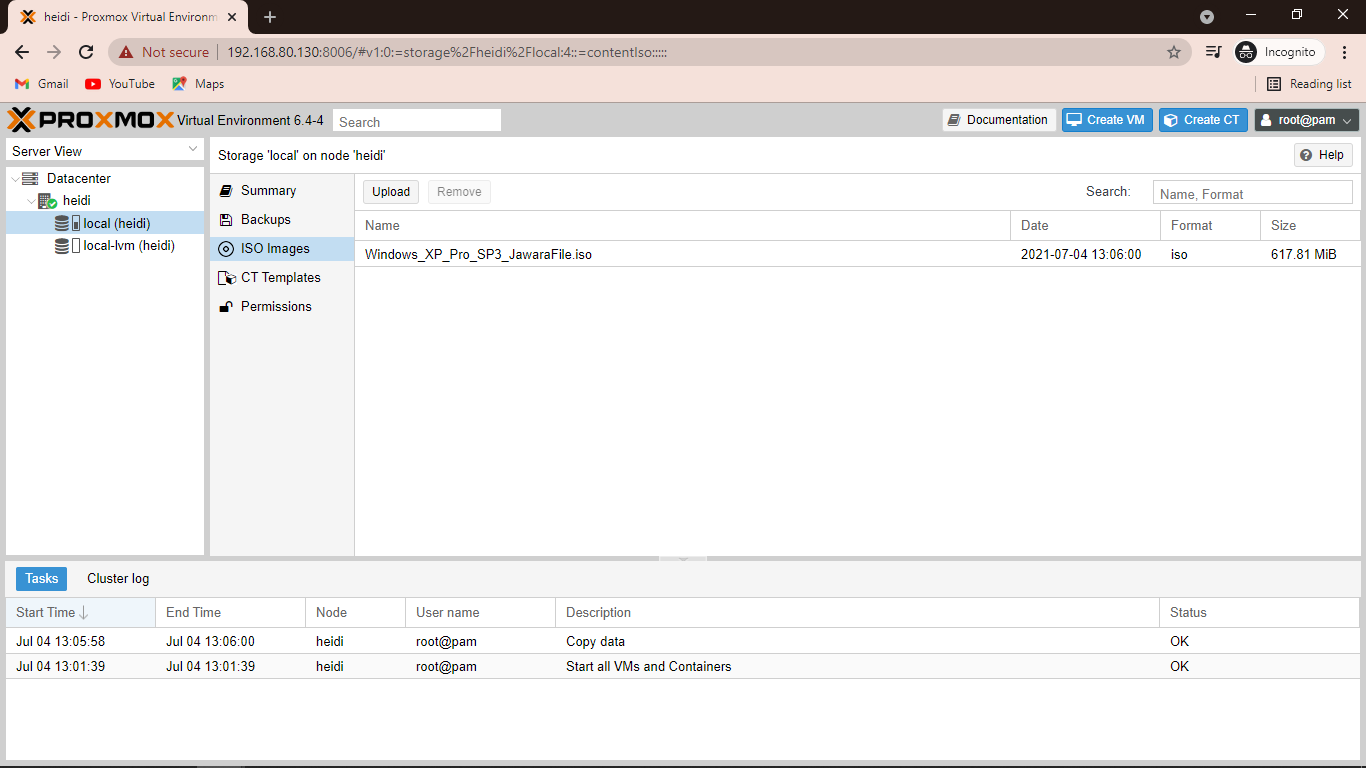 heidi - Proxmox Virtual Environm
Not secure 192.168.80.130:8006/#v1:0:=storage%2Fheidi%2Flocal:4::=contentIso:::::
Incognito
Gmail YouTube Maps Reading list
PROXMOX Virtual Environment 6.4-4 Search Documentation Create VM Create CT root@pam
Server View
Datacenter
heidi
local (heidi)
local-lvm (heidi)
Storage 'local' on node 'heidi' Help
Summary
Backups
ISO Images
CT Templates
Permissions
Upload Remove Search: Name, Format
Name Date Format Size
Windows_XP_Pro_SP3_JawaraFile.iso 2021-07-04 13:06:00 iso 617.81 MiB
Tasks Cluster log
Start Time End Time Node User name Description Status
Jul 04 13:05:58 Jul 04 13:06:00 heidi root@pam Copy data OK
Jul 04 13:01:39 Jul 04 13:01:39 heidi root@pam Start all VMs and Containers OK